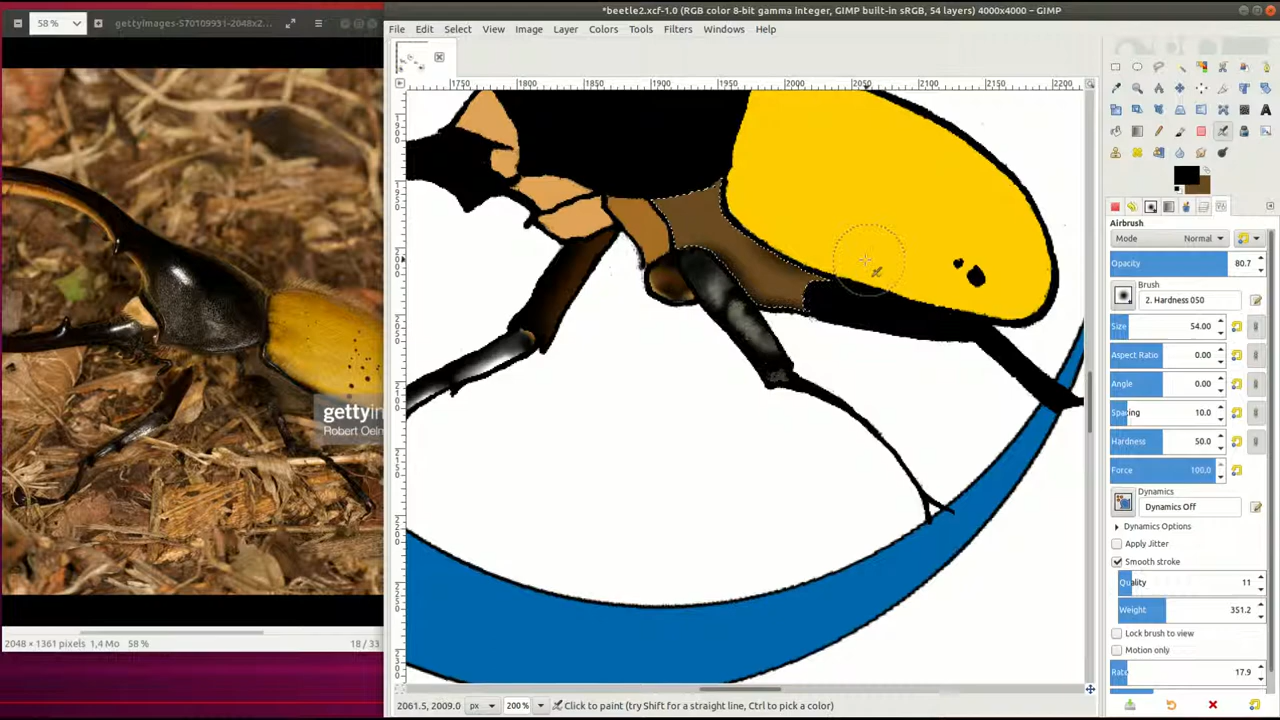 58 %
gettyimages-570109931-2048x2...
*beetle2.xcf-1.0 (RGB color 8-bit gamma integer, GIMP built-in sRGB, 54 layers) 4000x4000 – GIMP
File Edit Select View Image Layer Colors Tools Filters Windows Help
1750 1800 1850 1900 1950 2000 2050 2100 2150 2200
Airbrush
Mode Normal
Opacity 80.7
Brush
2. Hardness 050
Size 54.00
Aspect Ratio 0.00
Angle 0.00
Spacing 10.0
Hardness 50.0
Force 100.0
Dynamics
Dynamics Off
Dynamics Options
Apply Jitter
Smooth stroke
Quality 11
Weight 351.2
Lock brush to view
Motion only
Rate 17.9
gettyim
Robert Oelm
2048 × 1361 pixels 1,4 Mo 58 % 18 / 33
2061.5, 2009.0 px 200 % Click to paint (try Shift for a straight line, Ctrl to pick a color)